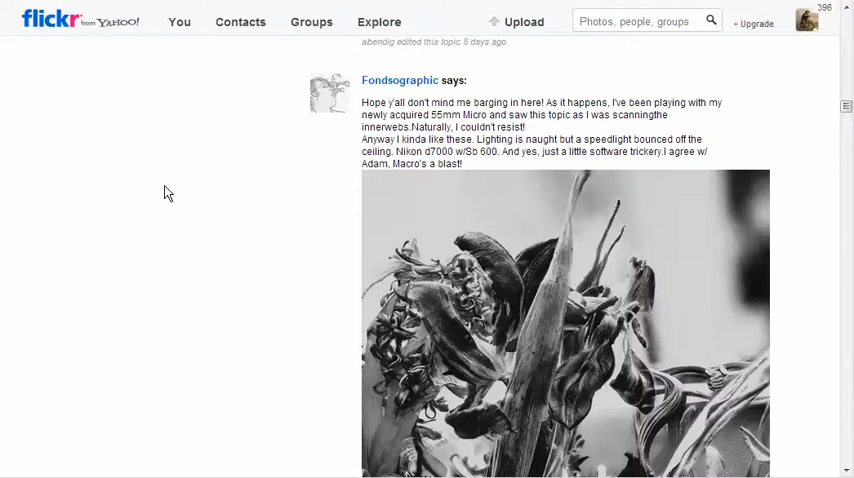 flickr from YAHOO! You Contacts Groups Explore Upload Photos, people, groups Upgrade 396
abendig edited this topic 8 days ago.
Fondsographic says:
Hope y'all don't mind me barging in here! As it happens, I've been playing with my
newly acquired 55mm Micro and saw this topic as I was scanningthe
innerwebs.Naturally, I couldn't resist!
Anyway I kinda like these. Lighting is naught but a speedlight bounced off the
ceiling. Nikon d7000 w/Sb 600. And yes, just a little software trickery.I agree w/
Adam, Macro's a blast!